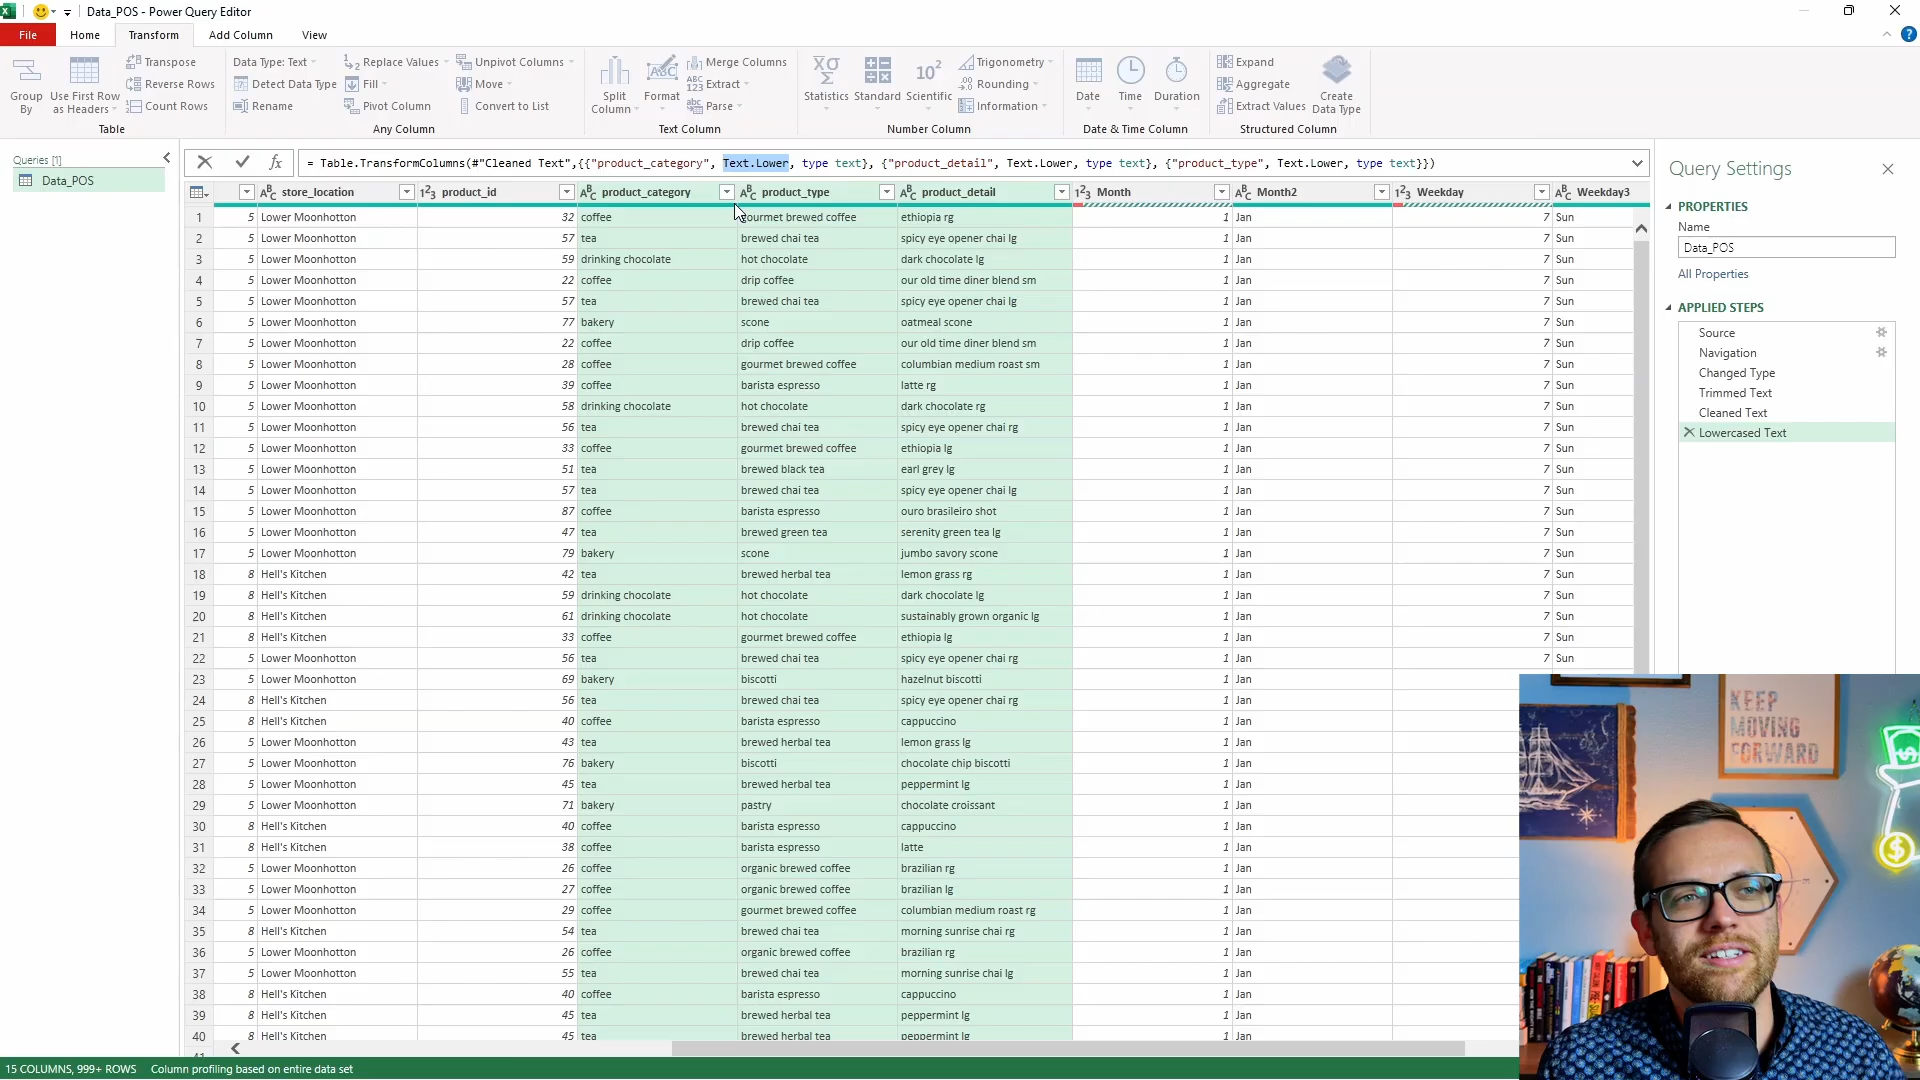 Data_POS - Power Query Editor
File Home Transform Add Column View
Group By
Use First Row as Headers
Transpose
Reverse Rows
Count Rows
Table
Data Type: Text
Detect Data Type
Rename
Replace Values
Fill
Pivot Column
Unpivot Columns
Move
Convert to List
Any Column
Split Column
Format
Merge Columns
Extract
Parse
Text Column
Statistics
Standard
Scientific
Trigonometry
Rounding
Information
Number Column
Date
Time
Duration
Date & Time Column
Expand
Aggregate
Extract Values
Create Data Type
Structured Column
Queries [1]
Data_POS
= Table.TransformColumns(#"Cleaned Text",{{"product_category", Text.Lower, type text}, {"product_detail", Text.Lower, type text}, {"product_type", Text.Lower, type text}})
store_location product_id product_category product_type product_detail Month Month2 Weekday Weekday3
1 5 Lower Moonhotton 32 coffee gourmet brewed coffee ethiopia rg 1 Jan 7 Sun
2 5 Lower Moonhotton 57 tea brewed chai tea spicy eye opener chai lg 1 Jan 7 Sun
3 5 Lower Moonhotton 59 drinking chocolate hot chocolate dark chocolate lg 1 Jan 7 Sun
4 5 Lower Moonhotton 22 coffee drip coffee our old time diner blend sm 1 Jan 7 Sun
5 5 Lower Moonhotton 57 tea brewed chai tea spicy eye opener chai lg 1 Jan 7 Sun
6 5 Lower Moonhotton 77 bakery scone oatmeal scone 1 Jan 7 Sun
7 5 Lower Moonhotton 22 coffee drip coffee our old time diner blend sm 1 Jan 7 Sun
8 5 Lower Moonhotton 28 coffee gourmet brewed coffee columbian medium roast sm 1 Jan 7 Sun
9 5 Lower Moonhotton 39 coffee barista espresso latte rg 1 Jan 7 Sun
10 5 Lower Moonhotton 58 drinking chocolate hot chocolate dark chocolate rg 1 Jan 7 Sun
11 5 Lower Moonhotton 56 tea brewed chai tea spicy eye opener chai rg 1 Jan 7 Sun
12 5 Lower Moonhotton 33 coffee gourmet brewed coffee ethiopia lg 1 Jan 7 Sun
13 5 Lower Moonhotton 51 tea brewed black tea earl grey lg 1 Jan 7 Sun
14 5 Lower Moonhotton 57 tea brewed chai tea spicy eye opener chai lg 1 Jan 7 Sun
15 5 Lower Moonhotton 87 coffee barista espresso ouro brasileiro shot 1 Jan 7 Sun
16 5 Lower Moonhotton 47 tea brewed green tea serenity green tea lg 1 Jan 7 Sun
17 5 Lower Moonhotton 79 bakery scone jumbo savory scone 1 Jan 7 Sun
18 8 Hell's Kitchen 42 tea brewed herbal tea lemon grass rg 1 Jan 7 Sun
19 8 Hell's Kitchen 59 drinking chocolate hot chocolate dark chocolate lg 1 Jan 7 Sun
20 8 Hell's Kitchen 61 drinking chocolate hot chocolate sustainably grown organic lg 1 Jan 7 Sun
21 8 Hell's Kitchen 33 coffee gourmet brewed coffee ethiopia lg 1 Jan 7 Sun
22 5 Lower Moonhotton 56 tea brewed chai tea spicy eye opener chai rg 1 Jan 7 Sun
23 5 Lower Moonhotton 69 bakery biscotti hazelnut biscotti 1 Jan
24 8 Hell's Kitchen 56 tea brewed chai tea spicy eye opener chai rg 1 Jan
25 8 Hell's Kitchen 40 coffee barista espresso cappuccino 1 Jan
26 8 Hell's Kitchen 43 tea brewed herbal tea lemon grass lg 1 Jan
27 5 Lower Moonhotton 76 bakery biscotti chocolate chip biscotti 1 Jan
28 5 Lower Moonhotton 45 tea brewed herbal tea peppermint lg 1 Jan
29 5 Lower Moonhotton 71 bakery pastry chocolate croissant 1 Jan
30 8 Hell's Kitchen 40 coffee barista espresso cappuccino 1 Jan
31 8 Hell's Kitchen 38 coffee barista espresso latte 1 Jan
32 5 Lower Moonhotton 26 coffee organic brewed coffee brazilian rg 1 Jan
33 5 Lower Moonhotton 27 coffee organic brewed coffee brazilian lg 1 Jan
34 5 Lower Moonhotton 29 coffee gourmet brewed coffee columbian medium roast rg 1 Jan
35 8 Hell's Kitchen 54 tea brewed chai tea morning sunrise chai rg 1 Jan
36 5 Lower Moonhotton 26 coffee organic brewed coffee brazilian rg 1 Jan
37 5 Lower Moonhotton 55 tea brewed chai tea morning sunrise chai lg 1 Jan
38 8 Hell's Kitchen 40 coffee barista espresso cappuccino 1 Jan
39 8 Hell's Kitchen 45 tea brewed herbal tea peppermint lg 1 Jan
40 8 Hell's Kitchen 45 tea brewed herbal tea peppermint lg 1 Jan
41
Query Settings
PROPERTIES
Name
Data_POS
All Properties
APPLIED STEPS
Source
Navigation
Changed Type
Trimmed Text
Cleaned Text
Lowercased Text
KEEP
MOVING
FORWARD
15 COLUMNS, 999+ ROWS Column profiling based on entire data set